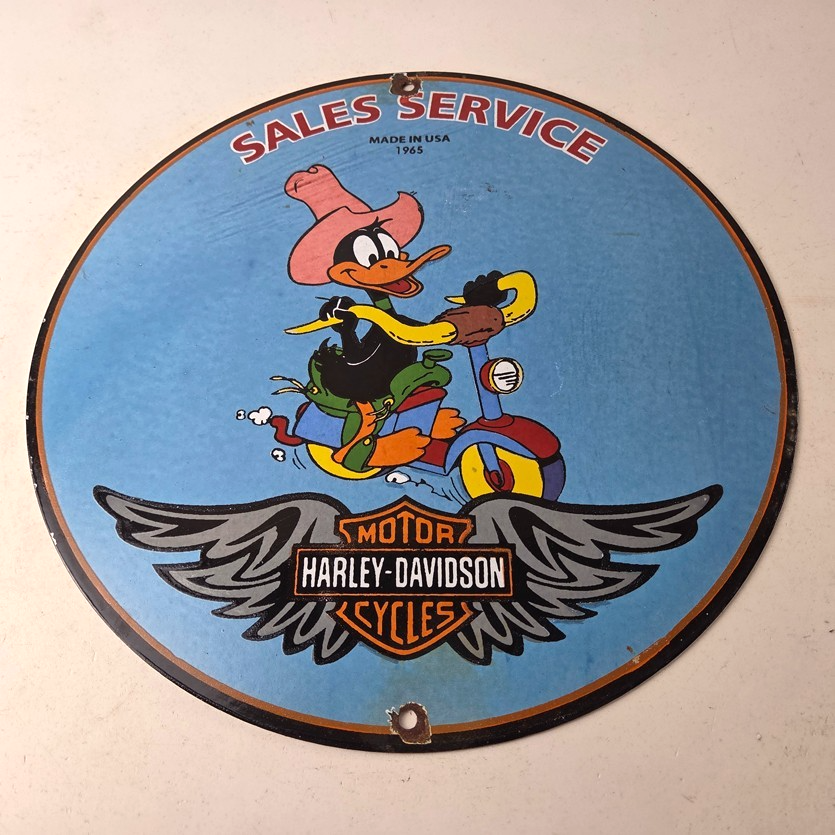 SALES SERVICE
MADE IN USA
1965
MOTOR
HARLEY-DAVIDSON
CYCLES